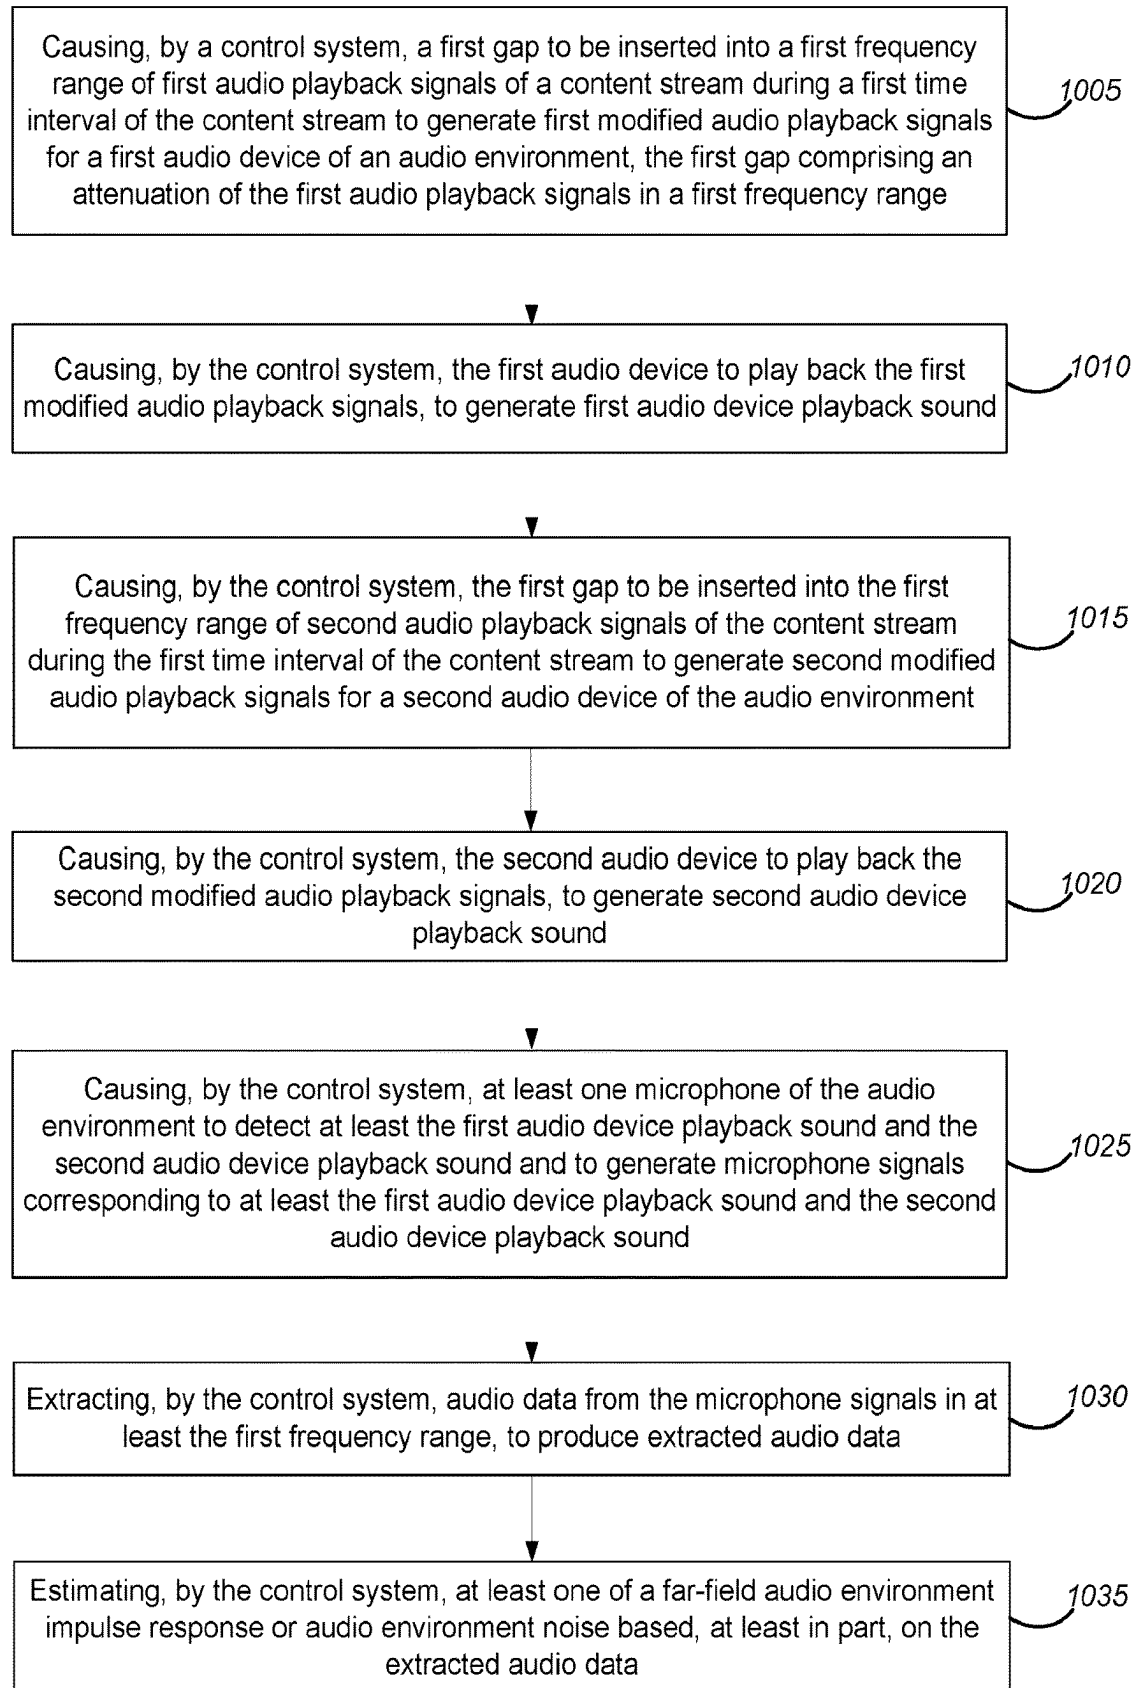 Causing, by a control system, a first gap to be inserted into a first frequency
range of first audio playback signals of a content stream during a first time
interval of the content stream to generate first modified audio playback signals
for a first audio device of an audio environment, the first gap comprising an
attenuation of the first audio playback signals in a first frequency range
1005
Causing, by the control system, the first audio device to play back the first
modified audio playback signals, to generate first audio device playback sound
1010
Causing, by the control system, the first gap to be inserted into the first
frequency range of second audio playback signals of the content stream
during the first time interval of the content stream to generate second modified
audio playback signals for a second audio device of the audio environment
1015
Causing, by the control system, the second audio device to play back the
second modified audio playback signals, to generate second audio device
playback sound
1020
Causing, by the control system, at least one microphone of the audio
environment to detect at least the first audio device playback sound and the
second audio device playback sound and to generate microphone signals
corresponding to at least the first audio device playback sound and the second
audio device playback sound
1025
Extracting, by the control system, audio data from the microphone signals in at
least the first frequency range, to produce extracted audio data
1030
Estimating, by the control system, at least one of a far-field audio environment
impulse response or audio environment noise based, at least in part, on the
extracted audio data
1035